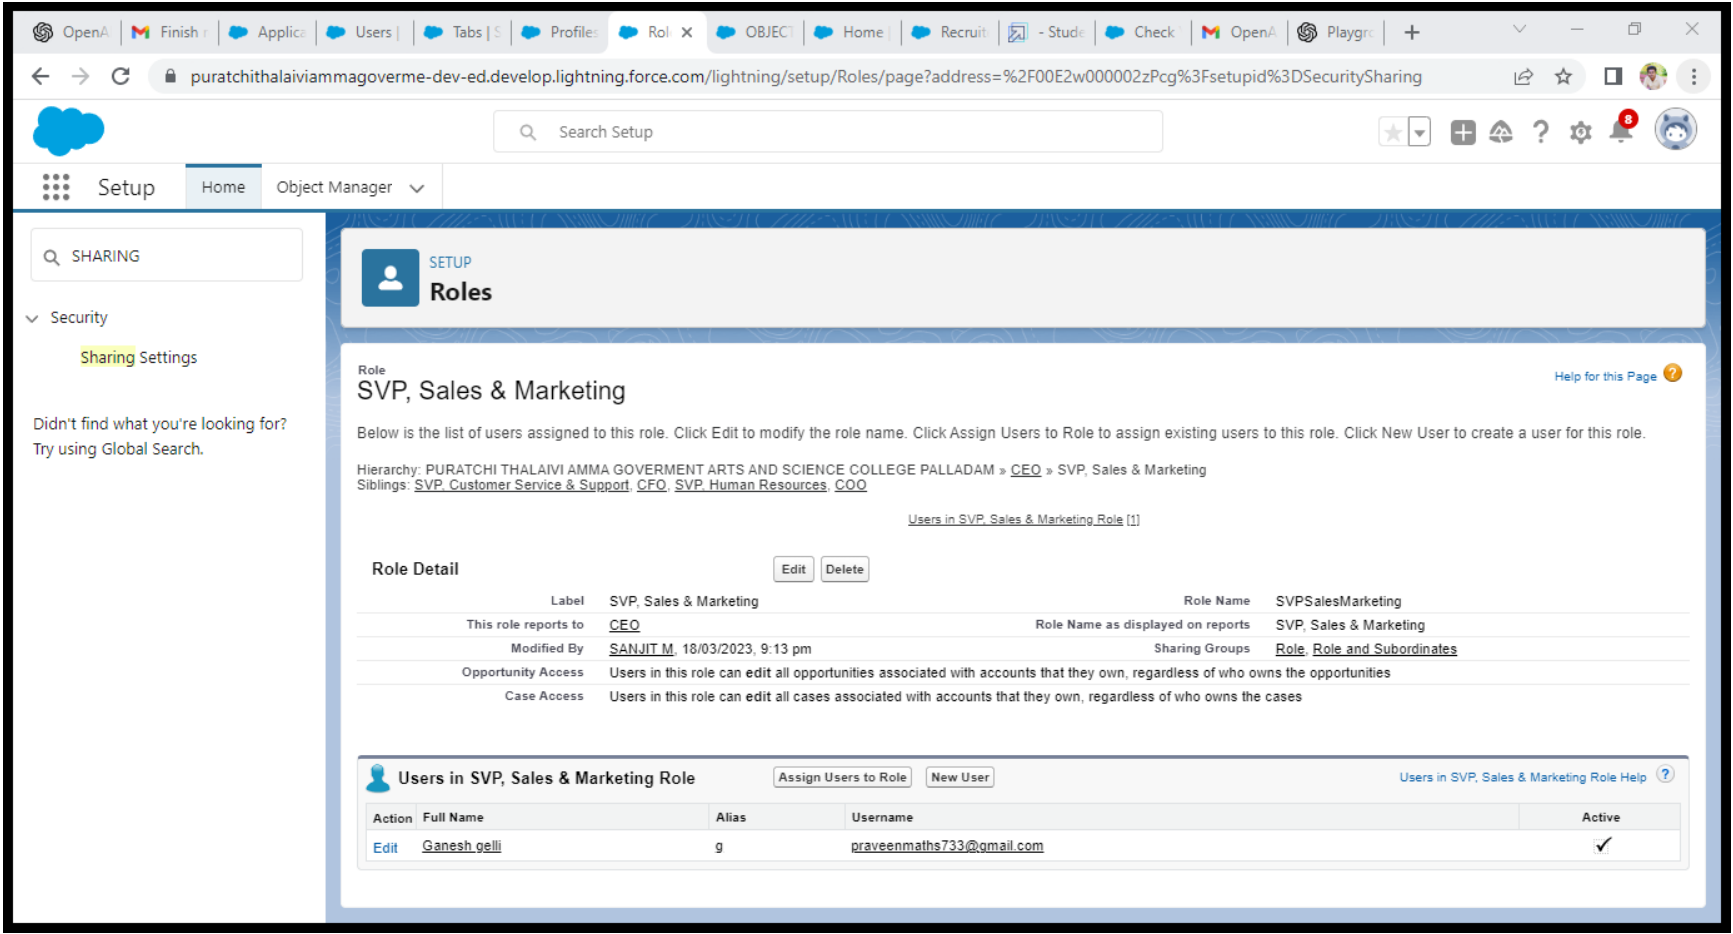 OpenA Finish r Applica Users | Tabs | S Profiles Rol OBJECT Home | Recruit - Stude Check OpenA Playgro
puratchithalaiviammagoverme-dev-ed.develop.lightning.force.com/lightning/setup/Roles/page?address=%2F00E2w000002zPcg%3Fsetupid%3DSecuritySharing
Search Setup
8
Setup Home Object Manager
SHARING
Security
Sharing Settings
Didn't find what you're looking for?
Try using Global Search.
SETUP
Roles
Role
SVP, Sales & Marketing
Help for this Page ?
Below is the list of users assigned to this role. Click Edit to modify the role name. Click Assign Users to Role to assign existing users to this role. Click New User to create a user for this role.
Hierarchy: PURATCHI THALAIVI AMMA GOVERMENT ARTS AND SCIENCE COLLEGE PALLADAM » CEO » SVP, Sales & Marketing
Siblings: SVP, Customer Service & Support, CFO, SVP, Human Resources, COO
Users in SVP, Sales & Marketing Role [1]
Role Detail Edit Delete
Label SVP, Sales & Marketing Role Name SVPSalesMarketing
This role reports to CEO Role Name as displayed on reports SVP, Sales & Marketing
Modified By SANJIT M, 18/03/2023, 9:13 pm Sharing Groups Role, Role and Subordinates
Opportunity Access Users in this role can edit all opportunities associated with accounts that they own, regardless of who owns the opportunities
Case Access Users in this role can edit all cases associated with accounts that they own, regardless of who owns the cases
Users in SVP, Sales & Marketing Role Assign Users to Role New User Users in SVP, Sales & Marketing Role Help ?
Action Full Name Alias Username Active
Edit Ganesh gelli g praveenmaths733@gmail.com ✓